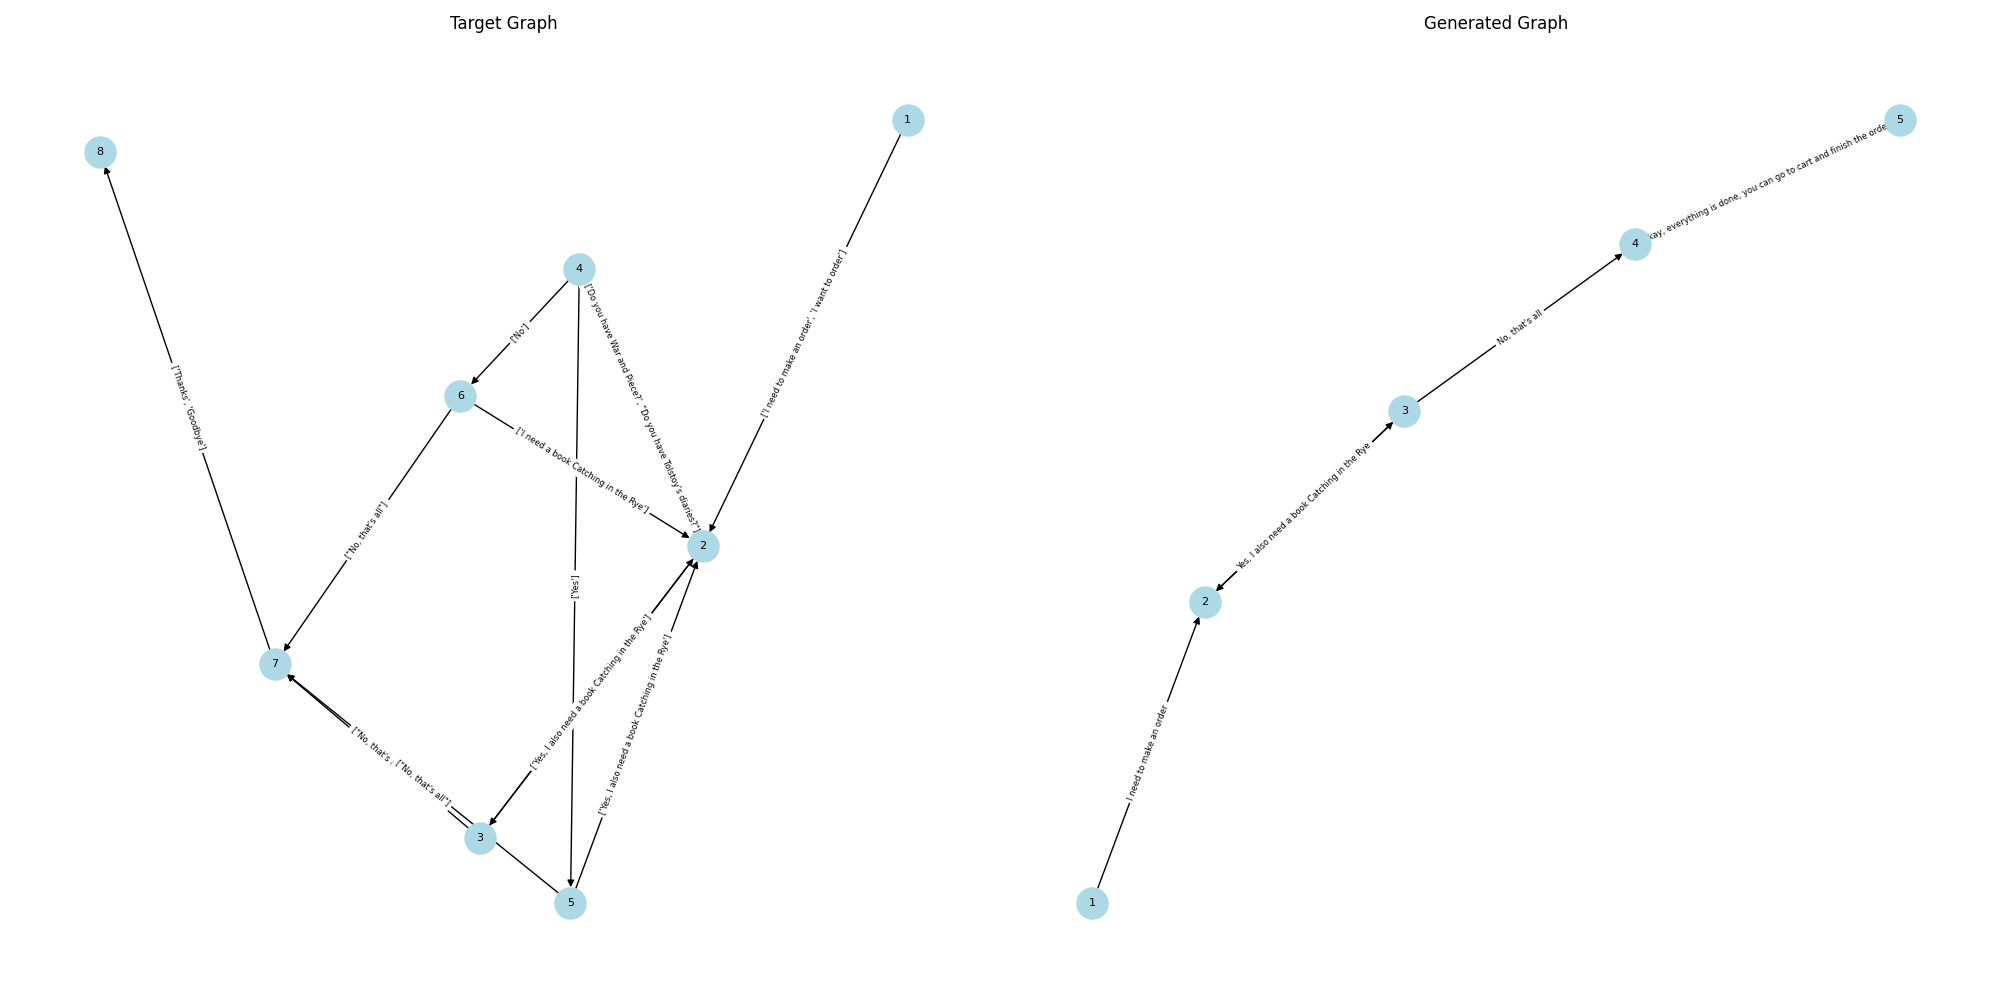 Target Graph
8
1
4
['No']
['Do you have War and Piece?', "Do you have Tolstoy's diaries?"]
['I need to make an order', 'I want to order']
['Thanks', 'Goodbye']
6
['I need a book Catching in the Rye']
["No, that's all"]
2
['Yes']
['Yes, I also need a book Catching in the Rye']
['Yes, I also need a book Catching in the Rye']
7
["No, that's
["No, that's all"]
3
5
Generated Graph
5
everything is done, you can go to cart and finish the
4
No, that's all
3
Yes, I also need a book Catching in the Rye
2
I need to make an order
1